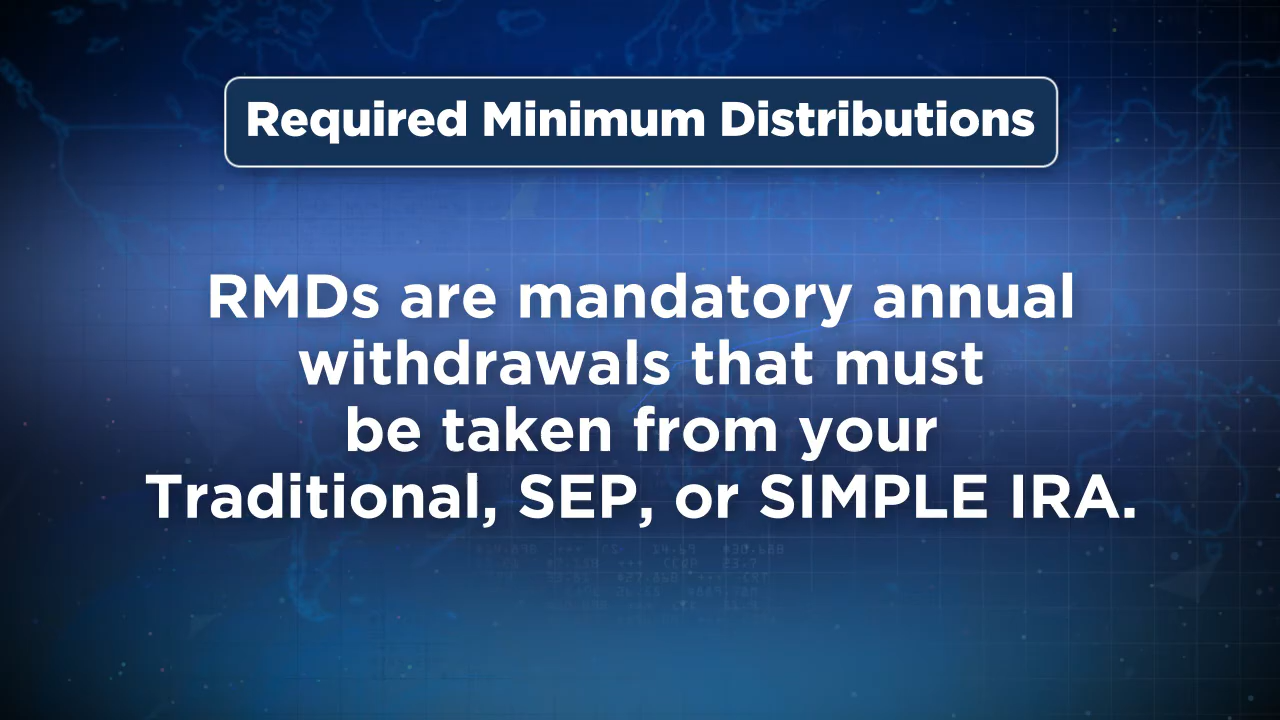 Required Minimum Distributions
RMDs are mandatory annual
withdrawals that must
be taken from your
Traditional, SEP, or SIMPLE IRA.